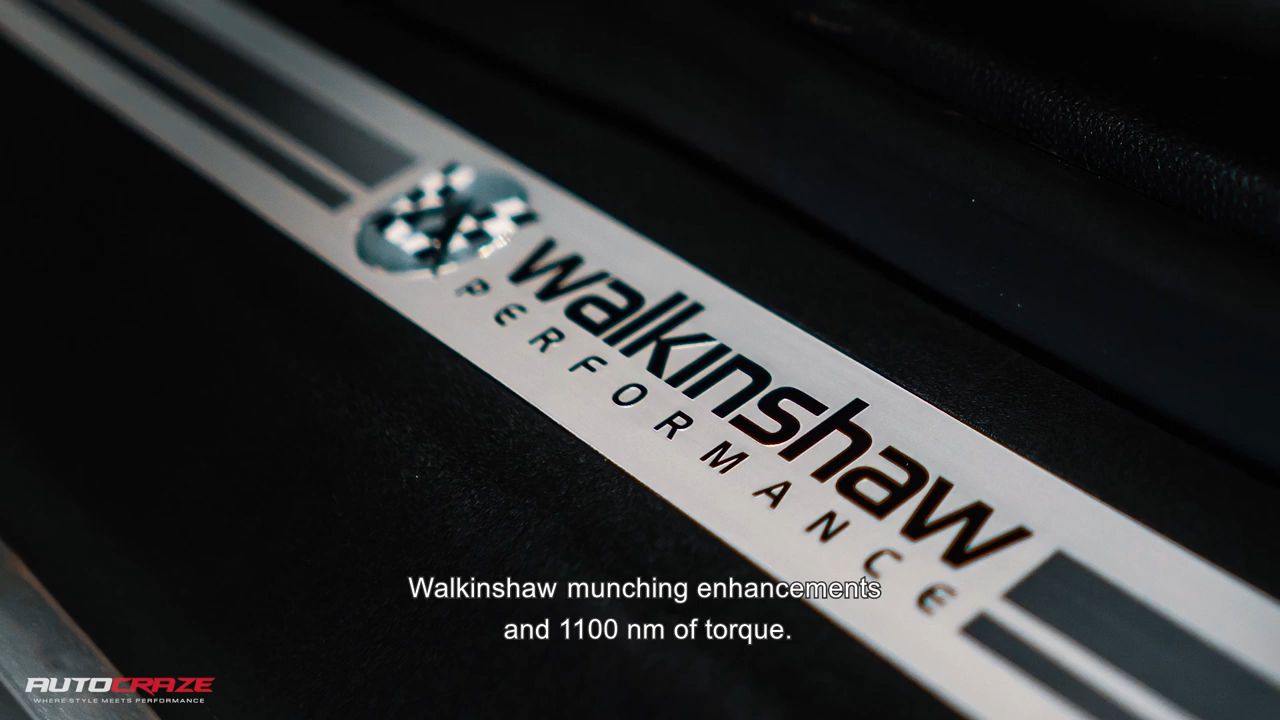 walkinshaw
PERFORMANCE
Walkinshaw munching enhancements
and 1100 nm of torque.
AUTOCRAZE
WHERE STYLE MEETS PERFORMANCE